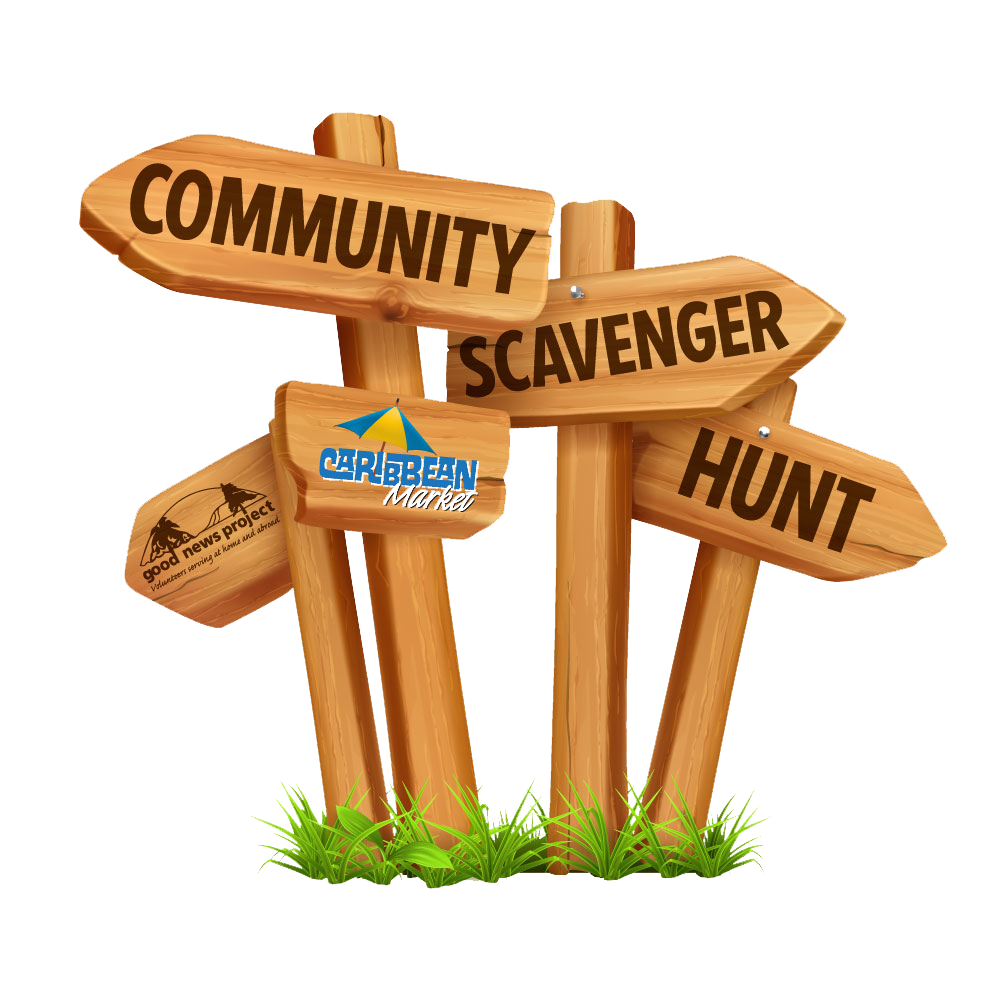 COMMUNITY
SCAVENGER
HUNT
CARIBBEAN
Market
good news project
Volunteers serving at home and abroad